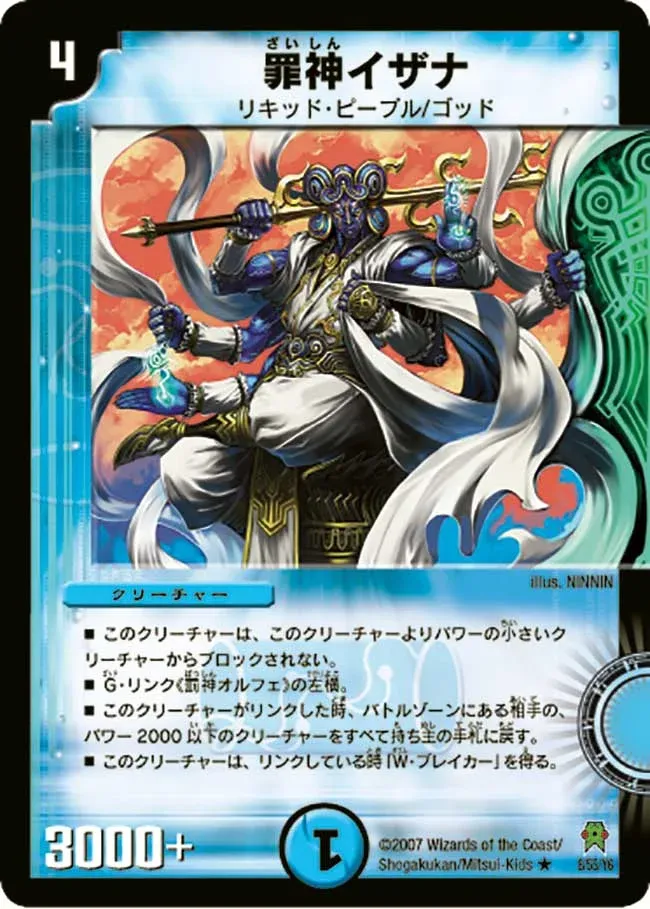 4
ざいしん
罪神イザナ
リキッド・ピープル/ゴッド
illus. NINNIN
クリーチャー
■ このクリーチャーは、このクリーチャーよりパワーの小さいク
リーチャーからブロックされない。
■ G・リンク《罰神オルフェ》の左横。
■ このクリーチャーがリンクした時、バトルゾーンにある相手の、
パワー 2000 以下のクリーチャーをすべて持ち主の手札に戻す。
■ このクリーチャーは、リンクしている時「W・ブレイカー」を得る。
3000+
1
©2007 Wizards of the Coast/
Shogakukan/Mitsui-Kids ★